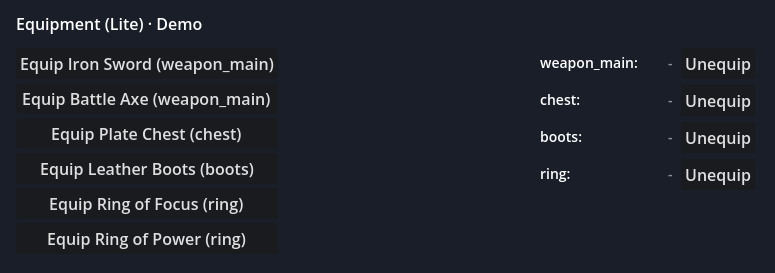 Equipment (Lite) · Demo
Equip Iron Sword (weapon_main)
Equip Battle Axe (weapon_main)
Equip Plate Chest (chest)
Equip Leather Boots (boots)
Equip Ring of Focus (ring)
Equip Ring of Power (ring)
weapon_main: - Unequip
chest: - Unequip
boots: - Unequip
ring: - Unequip